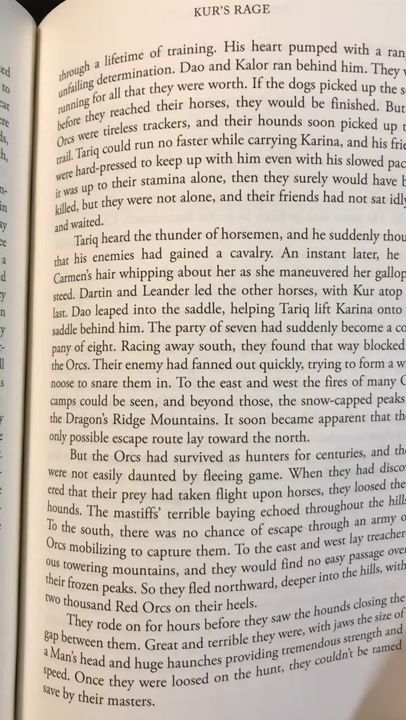 KUR'S RAGE
through a lifetime of training. His heart pumped with a ran
unfailing determination. Dao and Kalor ran behind him. They
running for all that they were worth. If the dogs picked up the s
before they reached their horses, they would be finished. But
Orcs were tireless trackers, and their hounds soon picked up
trail. Tariq could run no faster while carrying Karina, and his frie
were hard-pressed to keep up with him even with his slowed pac
it was up to their stamina alone, then they surely would have b
killed, but they were not alone, and their friends had not sat idly
and waited.
Tariq heard the thunder of horsemen, and he suddenly thou
that his enemies had gained a cavalry. An instant later, he
Carmen's hair whipping about her as she maneuvered her gallop
steed. Dartin and Leander led the other horses, with Kur atop
last. Dao leaped into the saddle, helping Tariq lift Karina onto
saddle behind him. The party of seven had suddenly become a co
pany of eight. Racing away south, they found that way blocked
the Orcs. Their enemy had fanned out quickly, trying to form a w
noose to snare them in. To the east and west the fires of many O
camps could be seen, and beyond those, the snow-capped peaks
the Dragon's Ridge Mountains. It soon became apparent that th
only possible escape route lay toward the north.
But the Orcs had survived as hunters for centuries, and th
were not easily daunted by fleeing game. When they had disco
ered that their prey had taken flight upon horses, they loosed the
hounds. The mastiffs' terrible baying echoed throughout the hill
To the south, there was no chance of escape through an army o
Orcs mobilizing to capture them. To the east and west lay treacher
ous towering mountains, and they would find no easy passage over
their frozen peaks. So they fled northward, deeper into the hills, with
two thousand Red Orcs on their heels.
They rode on for hours before they saw the hounds closing the
gap between them. Great and terrible they were, with jaws the size of
a Man's head and huge haunches providing tremendous strength and
speed. Once they were loosed on the hunt, they couldn't be tamed
save by their masters.